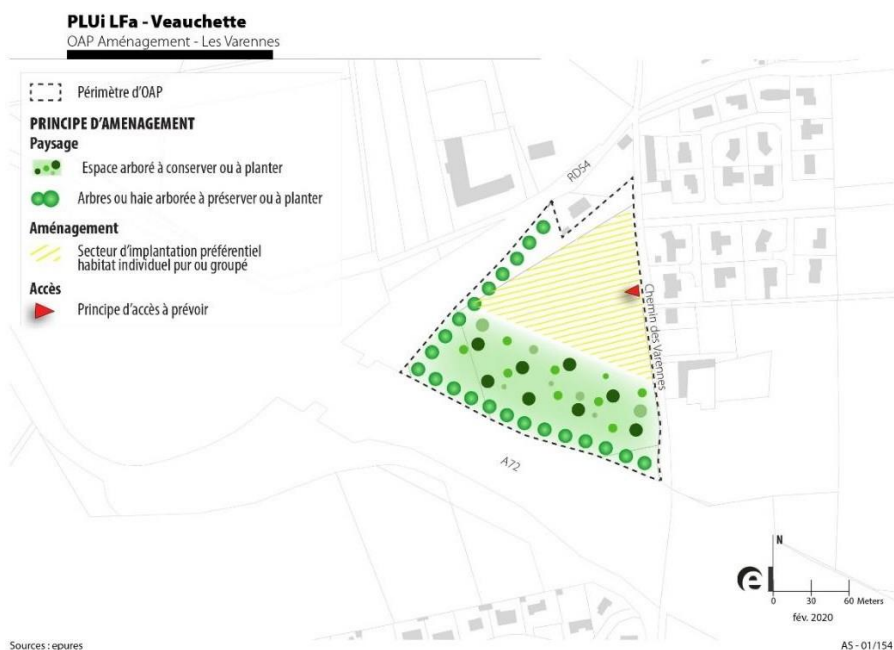 PLUi LFa - Veauchette
OAP Aménagement - Les Varennes
Périmètre d'OAP
PRINCIPE D'AMENAGEMENT
Paysage
Espace arboré à conserver ou à planter
Arbres ou haie arborée à préserver ou à planter
Aménagement
Secteur d'implantation préférentiel
habitat individuel pur ou groupé
Accès
Principe d'accès à prévoir
RD54
Chemin des Varennes
A72
N
0 30 60 Meters
fév. 2020
Sources : epures
AS - 01/154